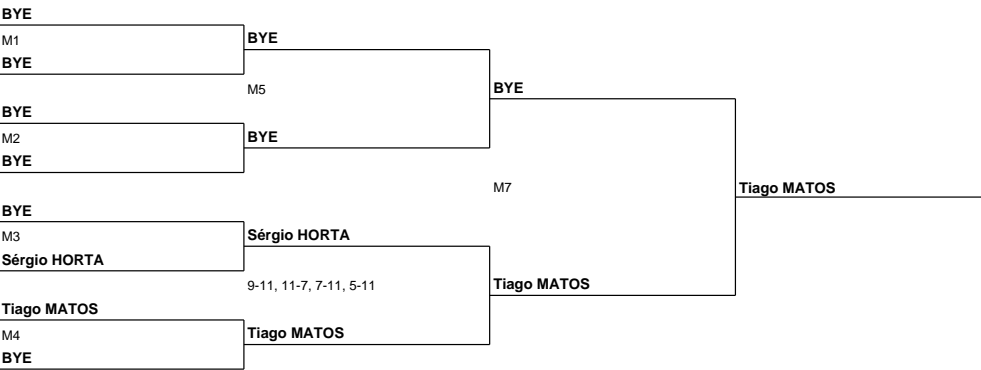 BYE
M1
BYE
BYE
M5
BYE
BYE
M2
BYE
BYE
M7
Tiago MATOS
BYE
M3
Sérgio HORTA
Sérgio HORTA
9-11, 11-7, 7-11, 5-11
Tiago MATOS
Tiago MATOS
M4
Tiago MATOS
BYE